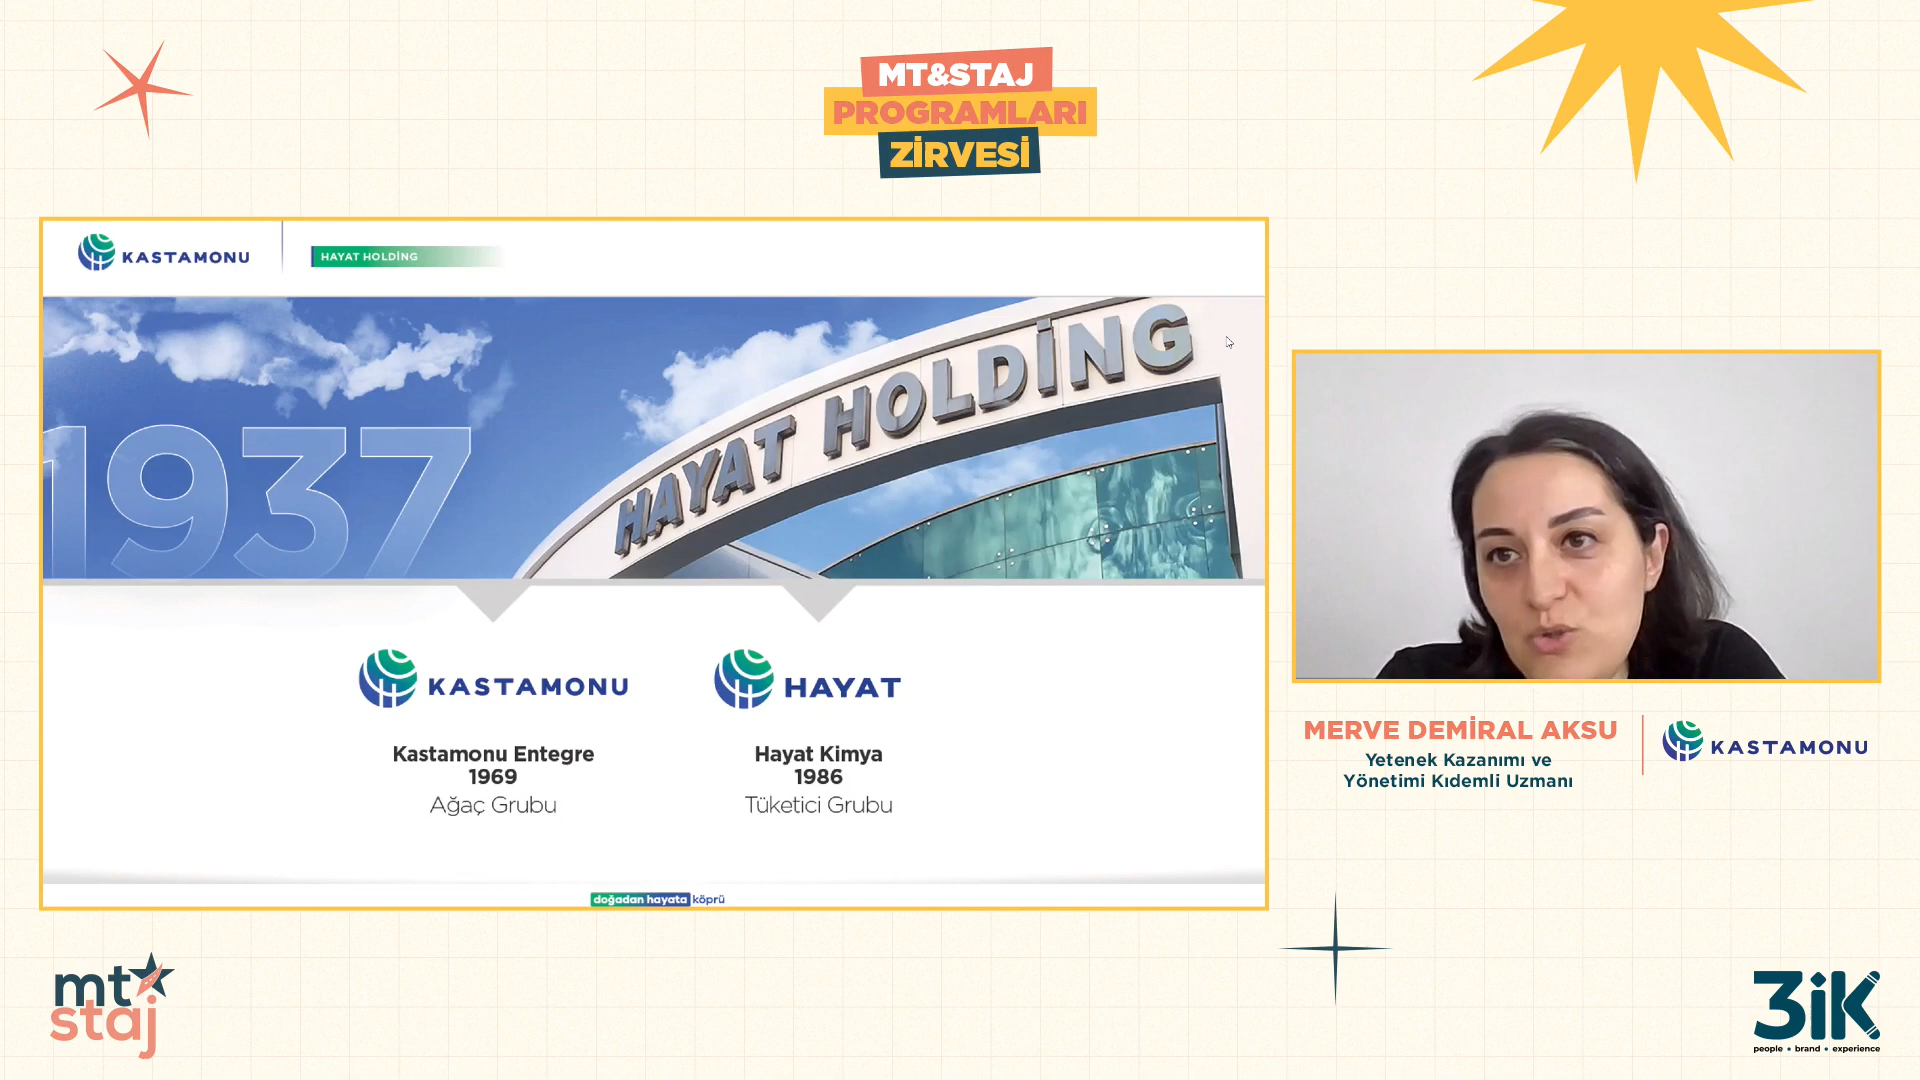 MT&STAJ
PROGRAMLARI
ZİRVESİ
KASTAMONU
HAYAT HOLDİNG
1937
HAYAT HOLDİNG
KASTAMONU
Kastamonu Entegre
1969
Ağaç Grubu
HAYAT
Hayat Kimya
1986
Tüketici Grubu
doğadan hayata köprü
MERVE DEMİRAL AKSU
Yetenek Kazanımı ve
Yönetimi Kıdemli Uzmanı
KASTAMONU
mt
staj
3iK
people • brand • experience